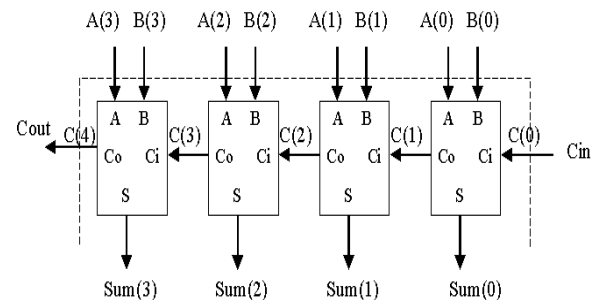 A(3) B(3) A(2) B(2) A(1) B(1) A(0) B(0)
A B A B A B A B
Cout C(4) C(3) C(2) C(1) C(0) Cin
Co Ci Co Ci Co Ci Co Ci
S S S S
Sum(3) Sum(2) Sum(1) Sum(0)